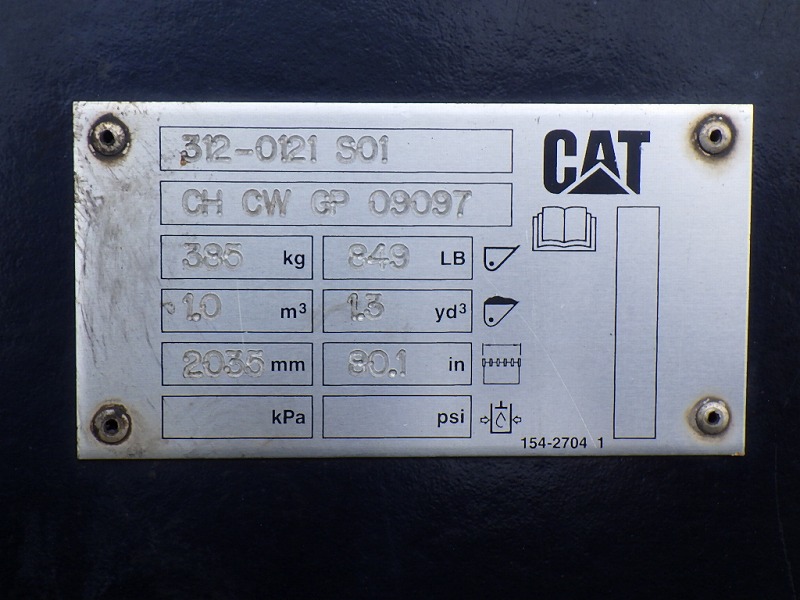 312-0121 S01
CAT
CH CW GP 09097
385 kg 849 LB
1.0 m³ 1.3 yd³
2035 mm 80.1 in
kPa psi
154-2704 1